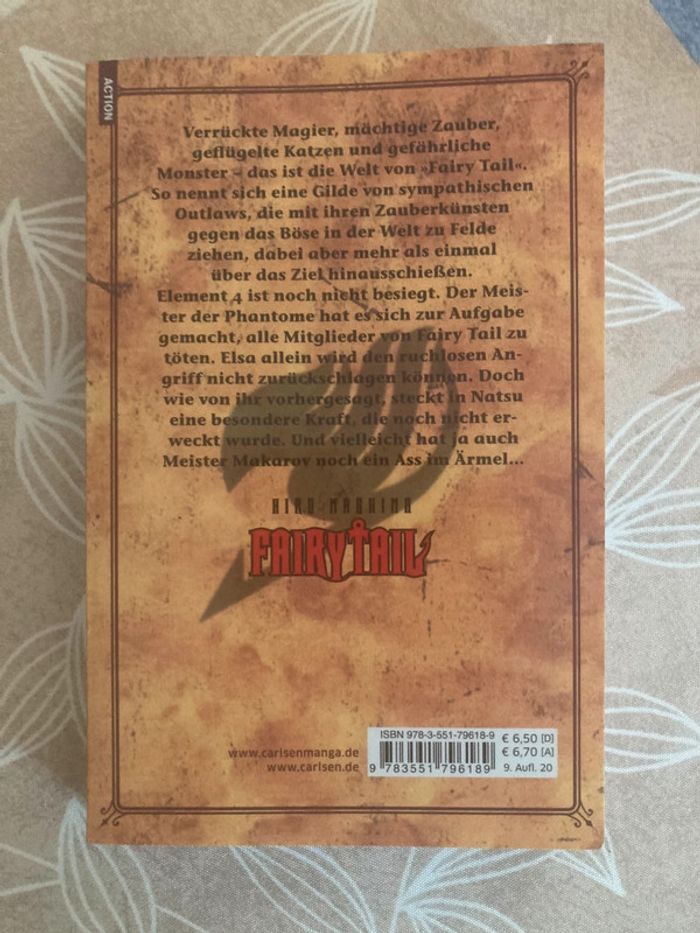 ACTION
Verrückte Magier, mächtige Zauber,
geflügelte Katzen und gefährliche
Monster – das ist die Welt von »Fairy Tail«.
So nennt sich eine Gilde von sympathischen
Outlaws, die mit ihren Zauberkünsten
gegen das Böse in der Welt zu Felde
ziehen, dabei aber mehr als einmal
über das Ziel hinausschießen.
Element 4 ist noch nicht besiegt. Der Meis-
ter der Phantome hat es sich zur Aufgabe
gemacht, alle Mitglieder von Fairy Tail zu
töten. Elsa allein wird den ruchlosen An-
griff nicht zurückschlagen können. Doch
wie von ihr vorhergesagt, steckt in Natsu
eine besondere Kraft, die noch nicht er-
weckt wurde. Und vielleicht hat ja auch
Meister Makarov noch ein Ass im Ärmel...
HIRO MASHIMA
FAIRY TAIL
www.carlsenmanga.de
www.carlsen.de
ISBN 978-3-551-79618-9
9 783551 796189
€ 6,50 [D]
€ 6,70 [A]
9. Aufl. 20